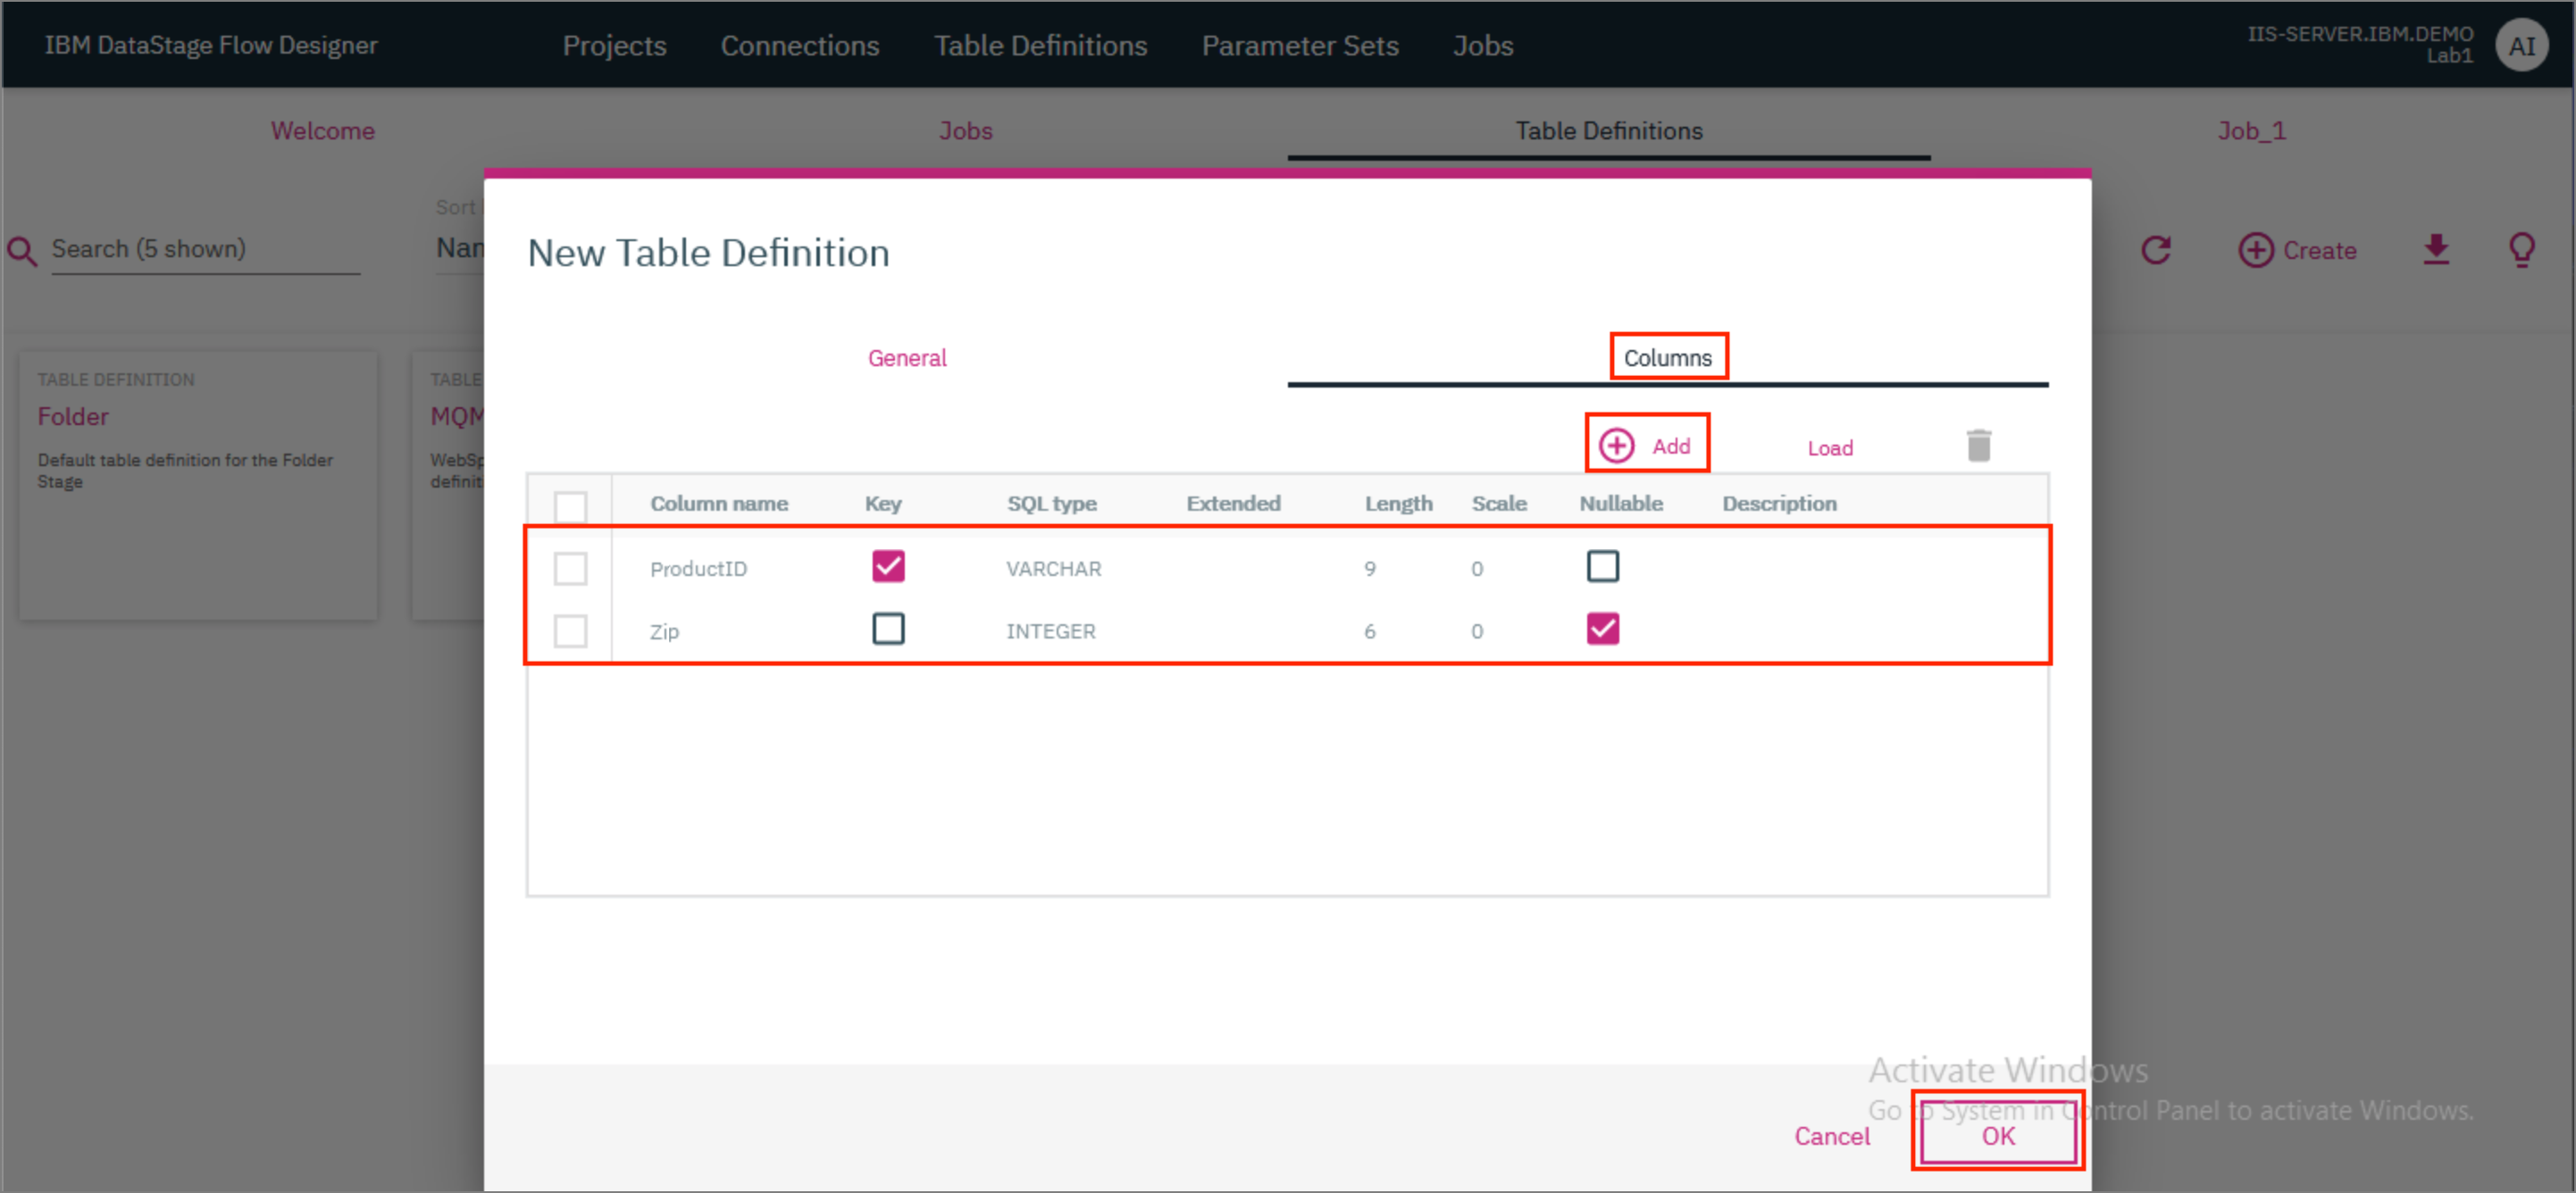 IBM DataStage Flow Designer
Projects Connections Table Definitions Parameter Sets Jobs
IIS-SERVER.IBM.DEMO
Lab1
AI
Welcome Jobs Table Definitions Job_1
Sort
Search (5 shown)
Nan
Create
New Table Definition
General Columns
Add Load
TABLE DEFINITION
Folder
Default table definition for the Folder
Stage
TABLE
MQM
WebSp
definit
Column name Key SQL type Extended Length Scale Nullable Description
ProductID VARCHAR 9 0
Zip INTEGER 6 0
Activate Windows
Go to System in Control Panel to activate Windows.
Cancel OK